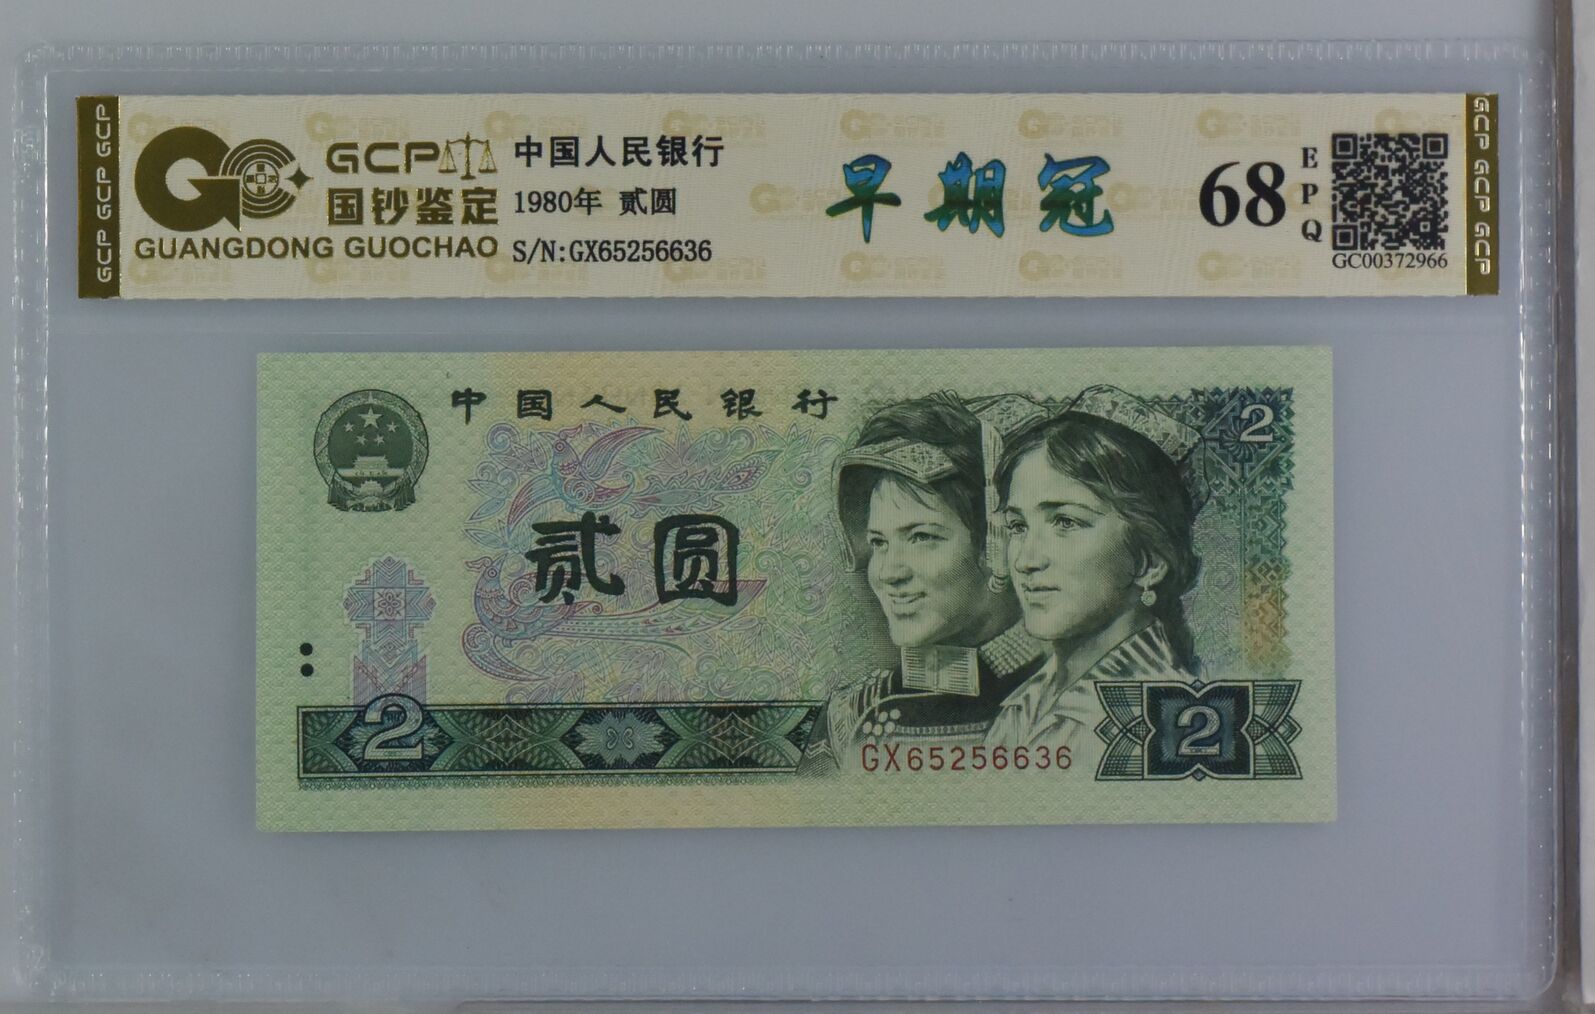 GCP GCP GCP
GCP
国钞鉴定
GUANGDONG GUOCHAO
中国人民银行
1980年 贰圆
S/N:GX65256636
早期冠
68
EPQ
GC00372966
GCP GCP GCP
中国人民银行
2
贰圆
2
2
GX65256636
2